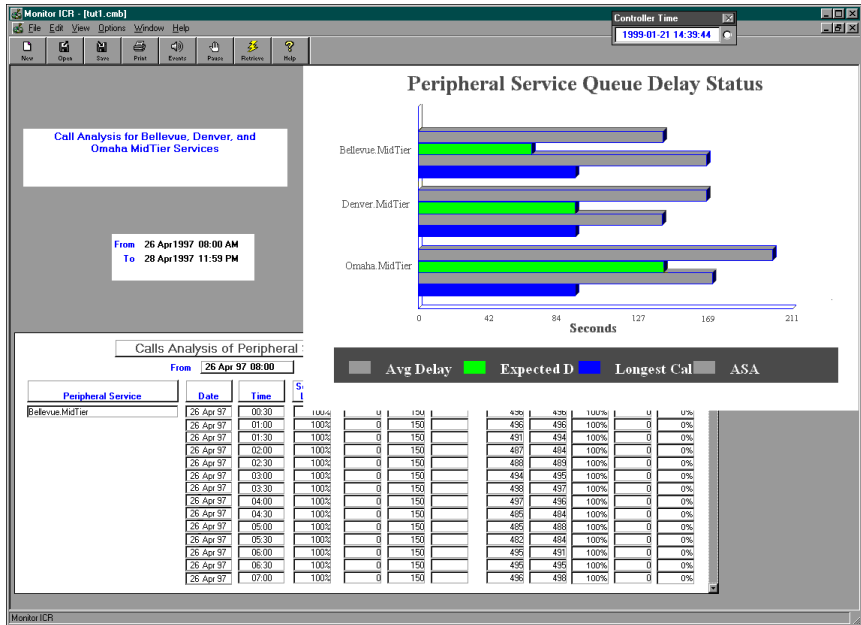 Monitor ICR - [tut1.cmb]
File Edit View Options Window Help
New Open Save Print Events Pause Retrieve Help
Controller Time
1999-01-21 14:39:44
Call Analysis for Bellevue, Denver, and
Omaha MidTier Services
From 26 Apr 1997 08:00 AM
To 28 Apr 1997 11:59 PM
Peripheral Service Queue Delay Status
Bellevue.MidTier
Denver.MidTier
Omaha.MidTier
0 42 84 127 169 211
Seconds
Avg Delay Expected D Longest Cal ASA
Calls Analysis of Peripheral
From 26 Apr 97 08:00
Peripheral Service Date Time
Bellevue.MidTier 26 Apr 97 00:30 100% 0 150 496 496 100% 0 0%
26 Apr 97 01:00 100% 0 150 496 496 100% 0 0%
26 Apr 97 01:30 100% 0 150 491 494 100% 0 0%
26 Apr 97 02:00 100% 0 150 487 484 100% 0 0%
26 Apr 97 02:30 100% 0 150 488 489 100% 0 0%
26 Apr 97 03:00 100% 0 150 494 495 100% 0 0%
26 Apr 97 03:30 100% 0 150 498 497 100% 0 0%
26 Apr 97 04:00 100% 0 150 497 496 100% 0 0%
26 Apr 97 04:30 100% 0 150 485 484 100% 0 0%
26 Apr 97 05:00 100% 0 150 485 488 100% 0 0%
26 Apr 97 05:30 100% 0 150 482 484 100% 0 0%
26 Apr 97 06:00 100% 0 150 495 491 100% 0 0%
26 Apr 97 06:30 100% 0 150 495 495 100% 0 0%
26 Apr 97 07:00 100% 0 150 496 498 100% 0 0%
Monitor ICR